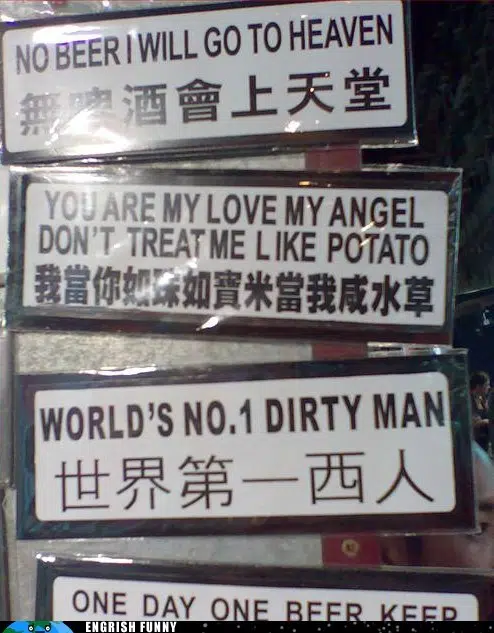 NO BEER I WILL GO TO HEAVEN
無啤酒會上天堂
YOU ARE MY LOVE MY ANGEL
DON'T TREAT ME LIKE POTATO
我當你如珠如寶米當我咸水草
WORLD'S NO.1 DIRTY MAN
世界第一西人
ONE DAY ONE BEER KEEP
ENGRISH FUNNY